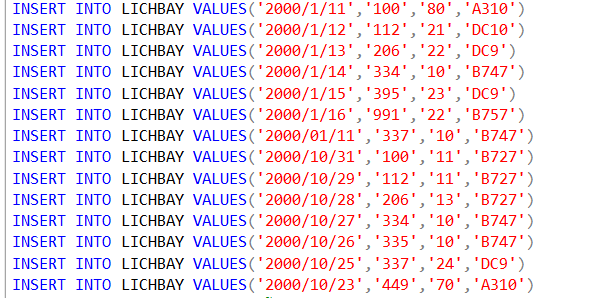 INSERT INTO LICHBAY VALUES('2000/1/11','100','80','A310')
INSERT INTO LICHBAY VALUES('2000/1/12','112','21','DC10')
INSERT INTO LICHBAY VALUES('2000/1/13','206','22','DC9')
INSERT INTO LICHBAY VALUES('2000/1/14','334','10','B747')
INSERT INTO LICHBAY VALUES('2000/1/15','395','23','DC9')
INSERT INTO LICHBAY VALUES('2000/1/16','991','22','B757')
INSERT INTO LICHBAY VALUES('2000/01/11','337','10','B747')
INSERT INTO LICHBAY VALUES('2000/10/31','100','11','B727')
INSERT INTO LICHBAY VALUES('2000/10/29','112','11','B727')
INSERT INTO LICHBAY VALUES('2000/10/28','206','13','B727')
INSERT INTO LICHBAY VALUES('2000/10/27','334','10','B747')
INSERT INTO LICHBAY VALUES('2000/10/26','335','10','B747')
INSERT INTO LICHBAY VALUES('2000/10/25','337','24','DC9')
INSERT INTO LICHBAY VALUES('2000/10/23','449','70','A310')